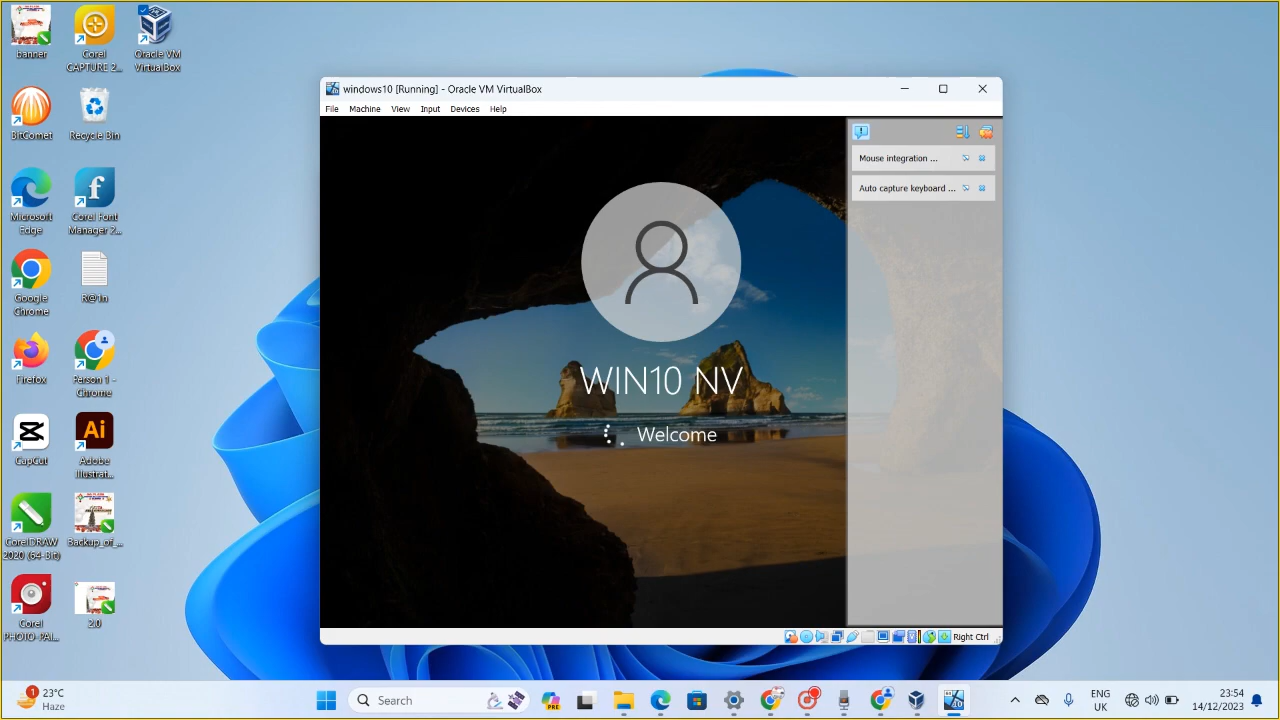 banner
Corel
CAPTURE 2...
Oracle VM
VirtualBox
BitComet
Recycle Bin
Microsoft
Edge
Corel Font
Manager 2...
Google
Chrome
R@1n
Firefox
Person 1 -
Chrome
CapCut
Adobe
Illustrat...
CorelDRAW
2020 (64-Bit)
Backup_of_...
Corel
PHOTO-PAI...
2.0
windows10 [Running] - Oracle VM VirtualBox
File Machine View Input Devices Help
Mouse integration ...
Auto capture keyboard ...
WIN10 NV
Welcome
Right Ctrl
1
23°C
Haze
Search
PRE
ENG
UK
23:54
14/12/2023